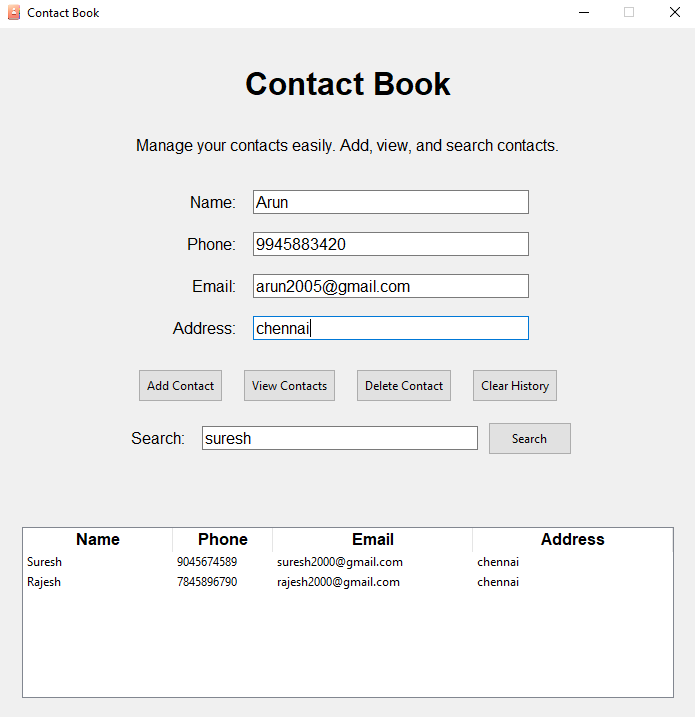 Contact Book
Contact Book
Manage your contacts easily. Add, view, and search contacts.
Name: Arun
Phone: 9945883420
Email: arun2005@gmail.com
Address: chennai
Add Contact View Contacts Delete Contact Clear History
Search: suresh Search
Name Phone Email Address
Suresh 9045674589 suresh2000@gmail.com chennai
Rajesh 7845896790 rajesh2000@gmail.com chennai